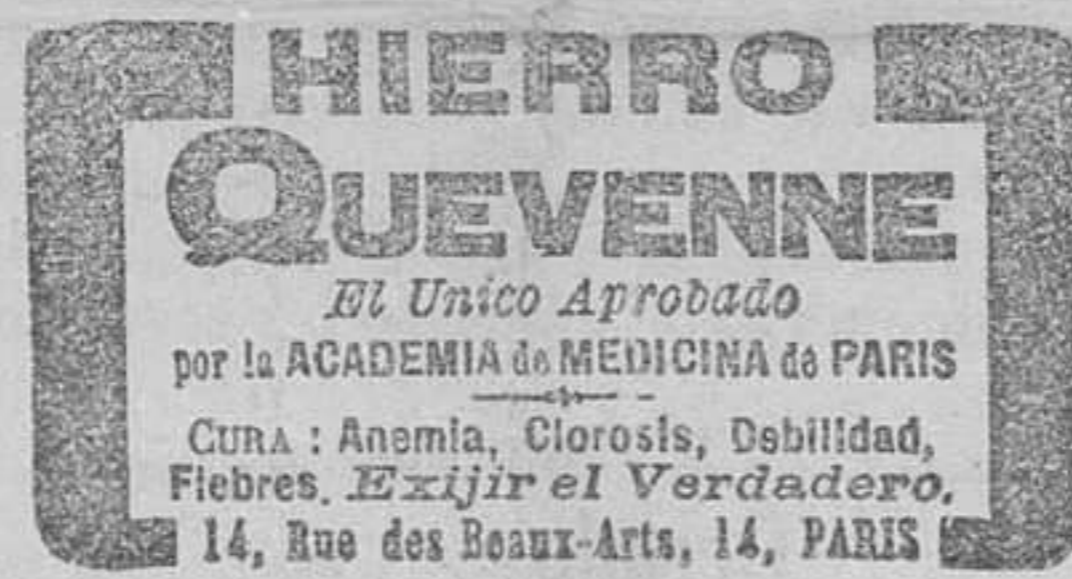 HIERRO
QUEVENNE
El Unico Aprobado
por la ACADEMIA de MEDICINA de PARIS
CURA : Anemia, Clorosis, Debilidad,
Fiebres. Exijir el Verdadero.
14, Rue des Beaux-Arts, 14, PARIS